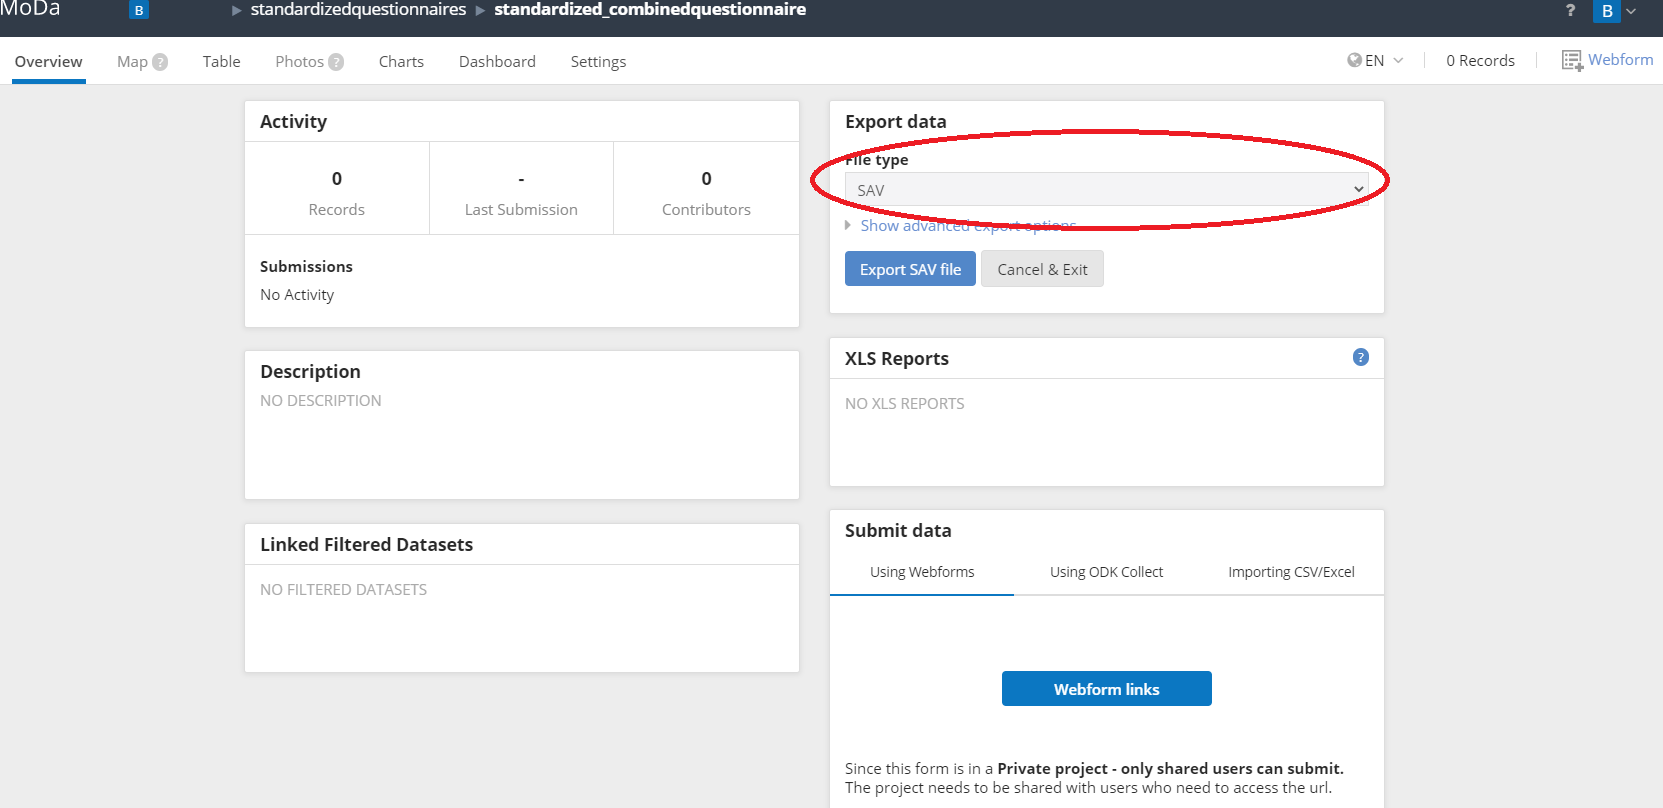 MoDa B standardizedquestionnaires standardized_combinedquestionnaire ? B
Overview Map ? Table Photos ? Charts Dashboard Settings EN 0 Records Webform
Activity
0 - 0
Records Last Submission Contributors
Submissions
No Activity
Description
NO DESCRIPTION
Linked Filtered Datasets
NO FILTERED DATASETS
Export data
File type
SAV
Show advanced export options
Export SAV file Cancel & Exit
XLS Reports ?
NO XLS REPORTS
Submit data
Using Webforms Using ODK Collect Importing CSV/Excel
Webform links
Since this form is in a Private project - only shared users can submit.
The project needs to be shared with users who need to access the url.